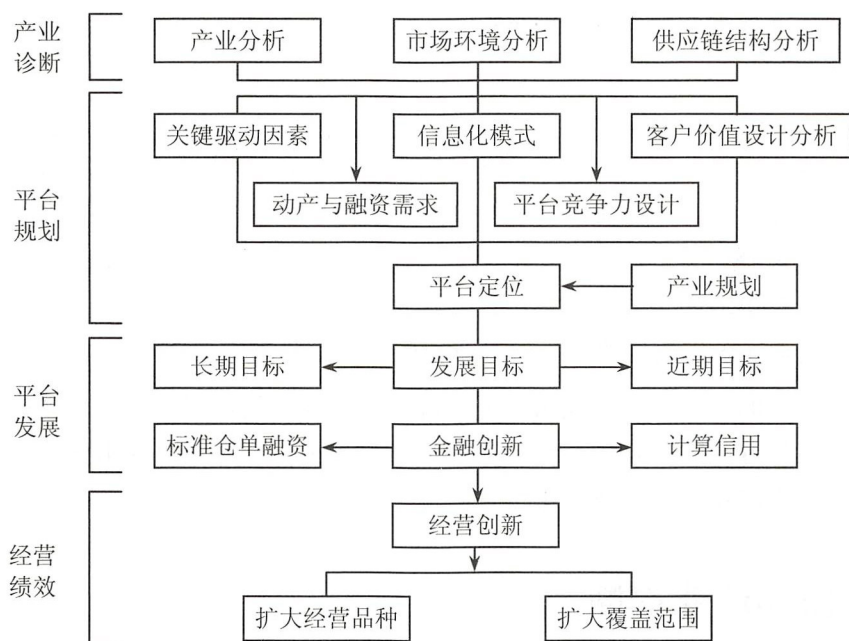 产业
诊断
产业分析
市场环境分析
供应链结构分析
平台
规划
关键驱动因素
信息化模式
客户价值设计分析
动产与融资需求
平台竞争力设计
平台定位
产业规划
平台
发展
长期目标
发展目标
近期目标
标准仓单融资
金融创新
计算信用
经营
绩效
经营创新
扩大经营品种
扩大覆盖范围